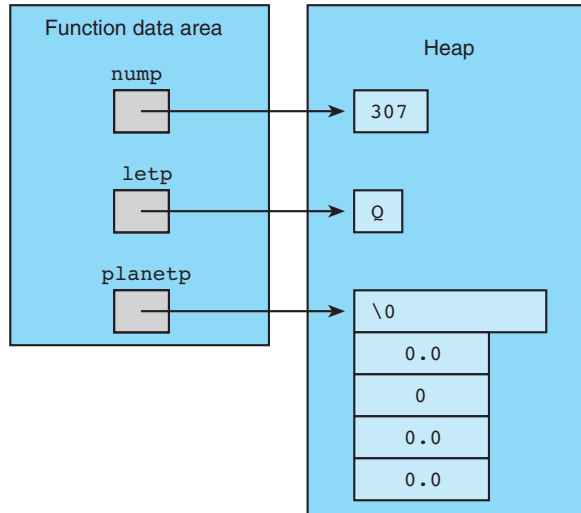 Function data area
Heap
nump
307
letp
Q
planetp
\0
0.0
0
0.0
0.0